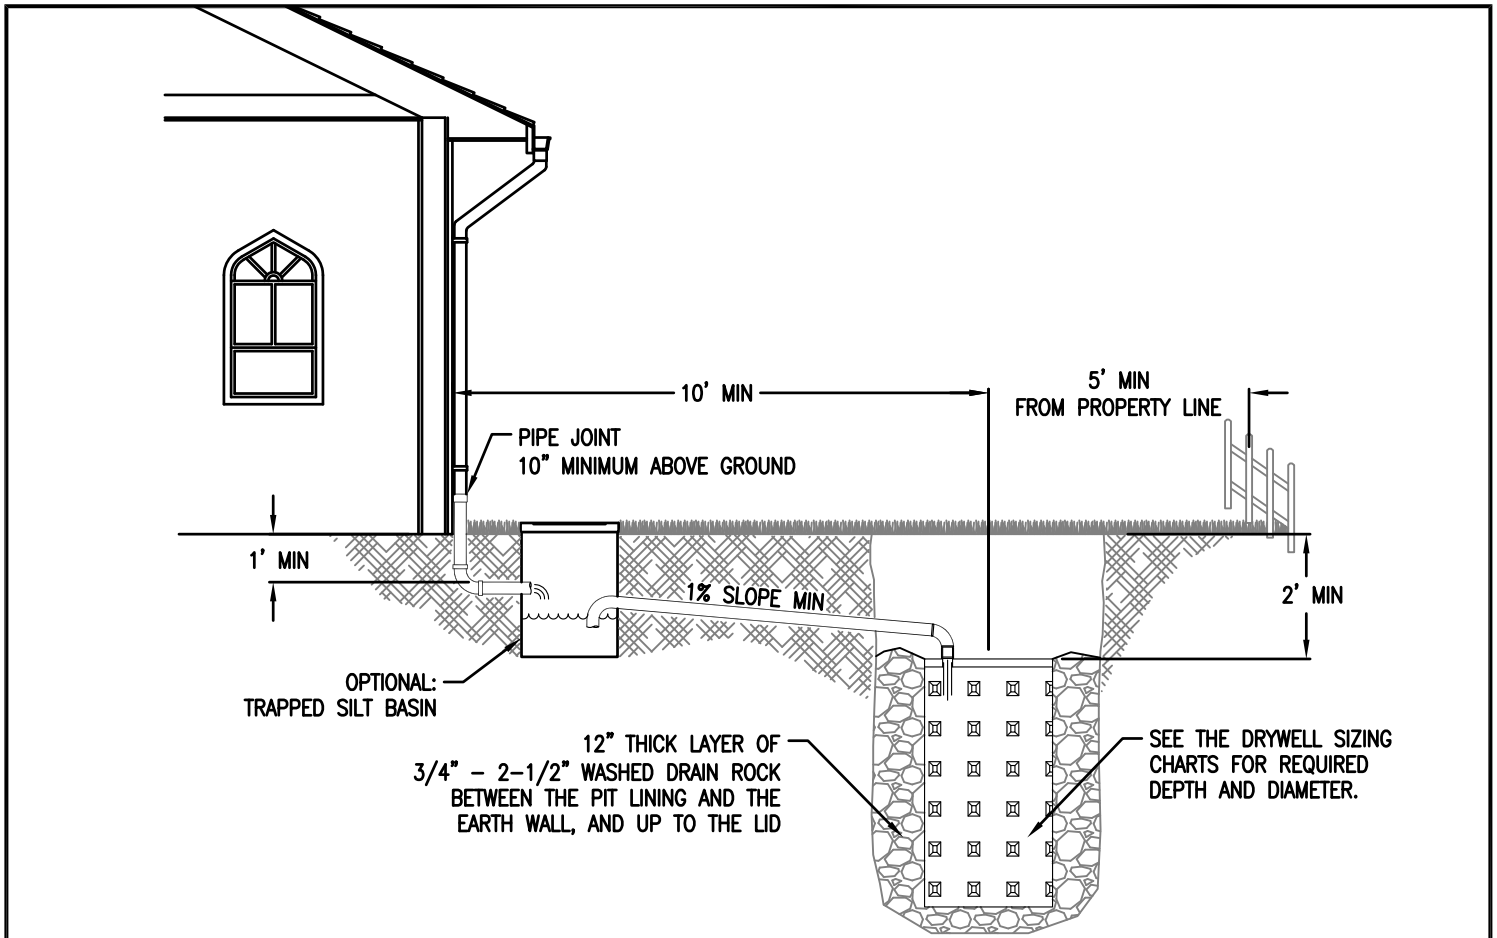 10' MIN
5' MIN
FROM PROPERTY LINE
PIPE JOINT
10" MINIMUM ABOVE GROUND
1' MIN
1% SLOPE MIN
2' MIN
OPTIONAL:
TRAPPED SILT BASIN
12" THICK LAYER OF
3/4" - 2-1/2" WASHED DRAIN ROCK
BETWEEN THE PIT LINING AND THE
EARTH WALL, AND UP TO THE LID
SEE THE DRYWELL SIZING
CHARTS FOR REQUIRED
DEPTH AND DIAMETER.